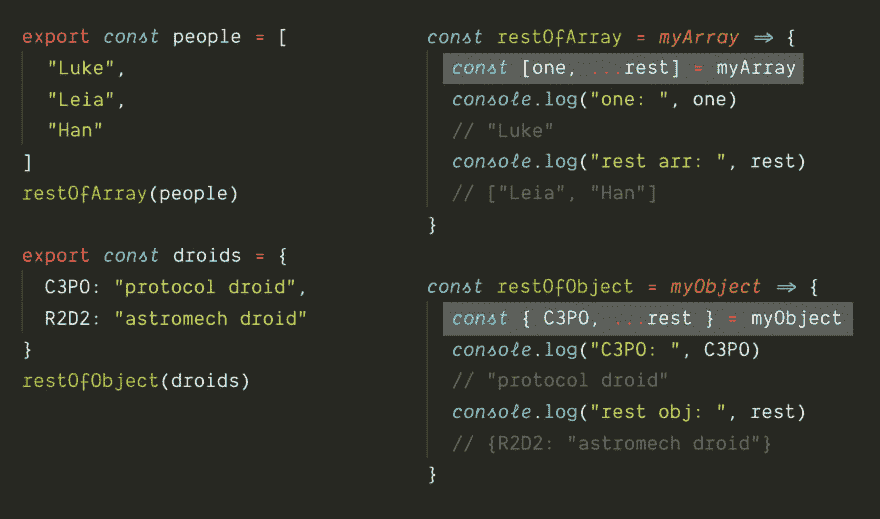 export const people = [
"Luke",
"Leia",
"Han"
]
restOfArray(people)
export const droids = {
C3PO: "protocol droid",
R2D2: "astromech droid"
}
restOfObject(droids)
const restOfArray = myArray => {
const [one, ...rest] = myArray
console.log("one: ", one)
// "Luke"
console.log("rest arr: ", rest)
// ["Leia", "Han"]
}
const restOfObject = myObject => {
const { C3PO, ...rest } = myObject
console.log("C3PO: ", C3PO)
// "protocol droid"
console.log("rest obj: ", rest)
// {R2D2: "astromech droid"}
}